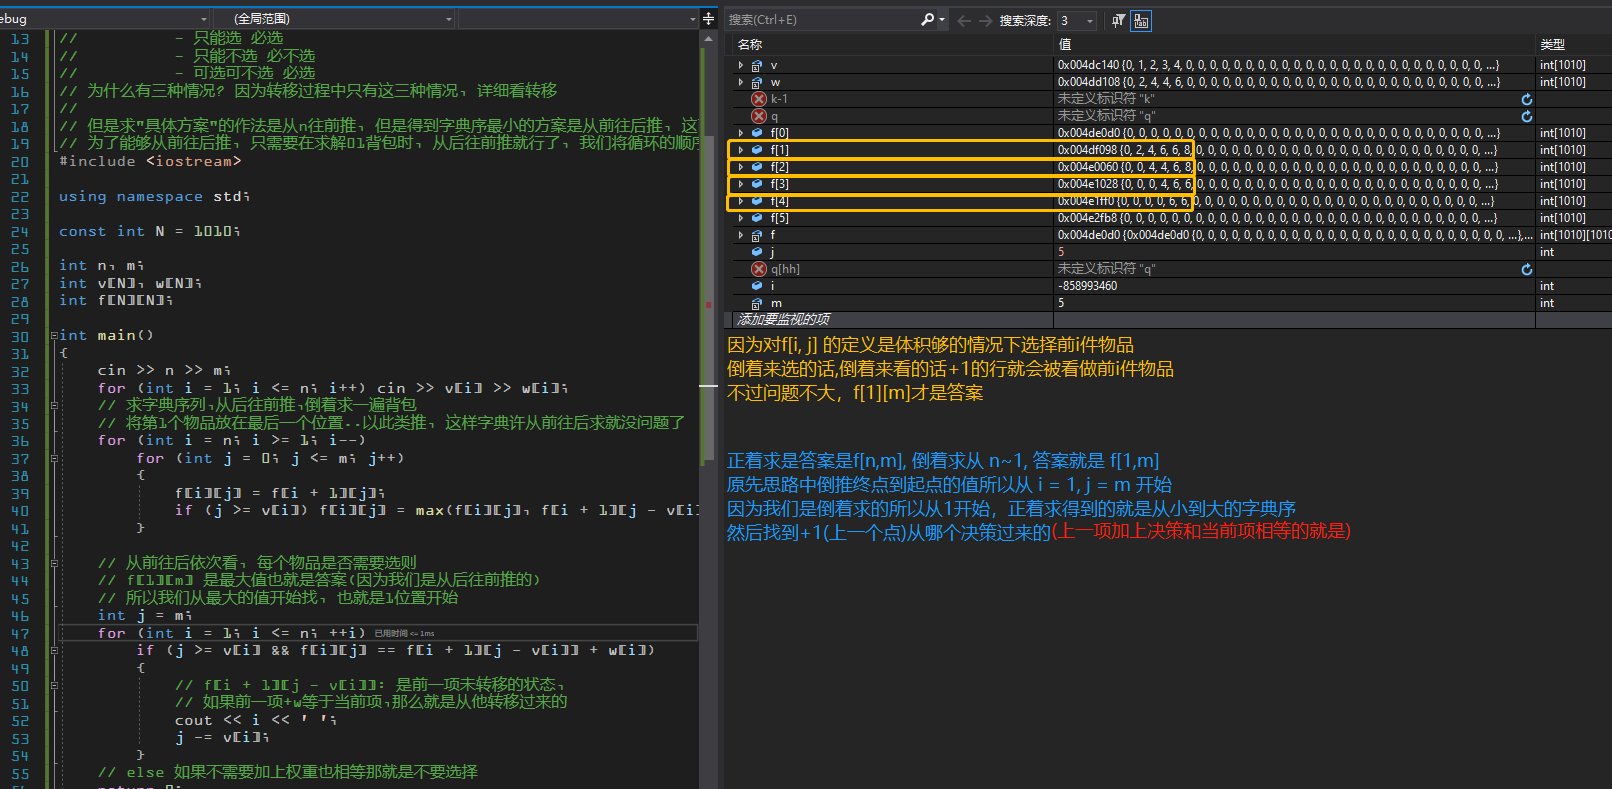 ebug
(全局范围)
13 // - 只能选 必选
14 // - 只能不选 必不选
15 // - 可选可不选 必选
16 // 为什么有三种情况? 因为转移过程中只有这三种情况, 详细看转移
17 //
18 // 但是求"具体方案"的作法是从n往前推, 但是得到字典序最小的方案是从前往后推, 这
19 // 为了能够从前往后推, 只需要在求解01背包时, 从后往前推就行了, 我们将循环的顺序
20 #include <iostream>
21
22 using namespace std;
23
24 const int N = 1010;
25
26 int n, m;
27 int v[N], w[N];
28 int f[N][N];
29
30 int main()
31 {
32 cin >> n >> m;
33 for (int i = 1; i <= n; i++) cin >> v[i] >> w[i];
34 // 求字典序列,从后往前推,倒着求一遍背包
35 // 将第1个物品放在最后一个位置..以此类推, 这样字典许从前往后求就没问题了
36 for (int i = n; i >= 1; i--)
37 for (int j = 0; j <= m; j++)
38 {
39 f[i][j] = f[i + 1][j];
40 if (j >= v[i]) f[i][j] = max(f[i][j], f[i + 1][j - v[i]
41 }
42
43 // 从前往后依次看, 每个物品是否需要选则
44 // f[1][m] 是最大值也就是答案(因为我们是从后往前推的)
45 // 所以我们从最大的值开始找, 也就是1位置开始
46 int j = m;
47 for (int i = 1; i <= n; ++i) 已用时间 <= 1ms
48 if (j >= v[i] && f[i][j] == f[i + 1][j - v[i]] + w[i])
49 {
50 // f[i + 1][j - v[i]]: 是前一项未转移的状态,
51 // 如果前一项+w等于当前项,那么就是从他转移过来的
52 cout << i << ' ';
53 j -= v[i];
54 }
55 // else 如果不需要加上权重也相等那就是不要选择
搜索(Ctrl+E) 搜索深度: 3
名称 值 类型
v 0x004dc140 {0, 1, 2, 3, 4, 0, 0, 0, 0, 0, 0, 0, 0, 0, 0, 0, 0, 0, 0, 0, 0, 0, 0, 0, 0, 0, 0, 0, 0, 0, ...} int[1010]
w 0x004dd108 {0, 2, 4, 4, 6, 0, 0, 0, 0, 0, 0, 0, 0, 0, 0, 0, 0, 0, 0, 0, 0, 0, 0, 0, 0, 0, 0, 0, 0, 0, ...} int[1010]
k-1 未定义标识符 "k"
q 未定义标识符 "q"
f[0] 0x004de0d0 {0, 0, 0, 0, 0, 0, 0, 0, 0, 0, 0, 0, 0, 0, 0, 0, 0, 0, 0, 0, 0, 0, 0, 0, 0, 0, 0, 0, 0, 0, ...} int[1010]
f[1] 0x004df098 {0, 2, 4, 6, 6, 8, 0, 0, 0, 0, 0, 0, 0, 0, 0, 0, 0, 0, 0, 0, 0, 0, 0, 0, 0, 0, 0, 0, 0, 0, ...} int[1010]
f[2] 0x004e0060 {0, 0, 4, 4, 6, 8, 0, 0, 0, 0, 0, 0, 0, 0, 0, 0, 0, 0, 0, 0, 0, 0, 0, 0, 0, 0, 0, 0, 0, 0, ...} int[1010]
f[3] 0x004e1028 {0, 0, 0, 4, 6, 6, 0, 0, 0, 0, 0, 0, 0, 0, 0, 0, 0, 0, 0, 0, 0, 0, 0, 0, 0, 0, 0, 0, 0, 0, ...} int[1010]
f[4] 0x004e1ff0 {0, 0, 0, 0, 6, 6, 0, 0, 0, 0, 0, 0, 0, 0, 0, 0, 0, 0, 0, 0, 0, 0, 0, 0, 0, 0, 0, 0, 0, 0, ...} int[1010]
f[5] 0x004e2fb8 {0, 0, 0, 0, 0, 0, 0, 0, 0, 0, 0, 0, 0, 0, 0, 0, 0, 0, 0, 0, 0, 0, 0, 0, 0, 0, 0, 0, 0, 0, ...} int[1010]
f 0x004de0d0 {0x004de0d0 {0, 0, 0, 0, 0, 0, 0, 0, 0, 0, 0, 0, 0, 0, 0, 0, 0, 0, 0, 0, 0, 0, 0, 0, 0, 0, ...},... int[1010][1010
j 5 int
q[hh] 未定义标识符 "q"
i -858993460 int
m 5 int
添加要监视的项
因为对f[i, j] 的定义是体积够的情况下选择前i件物品
倒着来选的话,倒着来看的话+1的行就会被看做前i件物品
不过问题不大，f[1][m]才是答案
正着求是答案是f[n,m], 倒着求从 n~1, 答案就是 f[1,m]
原先思路中倒推终点到起点的值所以从 i = 1, j = m 开始
因为我们是倒着求的所以从1开始，正着求得到的就是从小到大的字典序
然后找到+1(上一个点)从哪个决策过来的(上一项加上决策和当前项相等的就是)